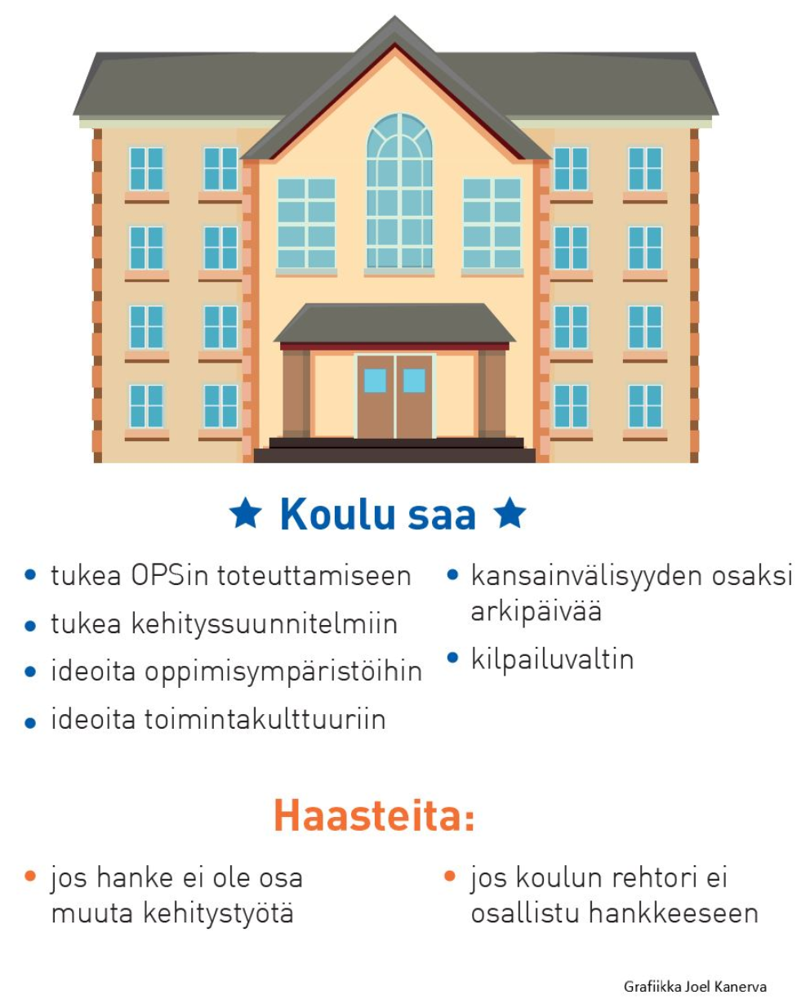 Koulu saa
tukea OPSin toteuttamiseen
tukea kehityssuunnitelmiin
ideoita oppimisympäristöihin
ideoita toimintakulttuuriin
kansainvälisyyden osaksi
arkipäivää
kilpailuvaltin
Haasteita:
jos hanke ei ole osa
muuta kehitystyötä
jos koulun rehtori ei
osallistu hankkeeseen
Grafiikka Joel Kanerva